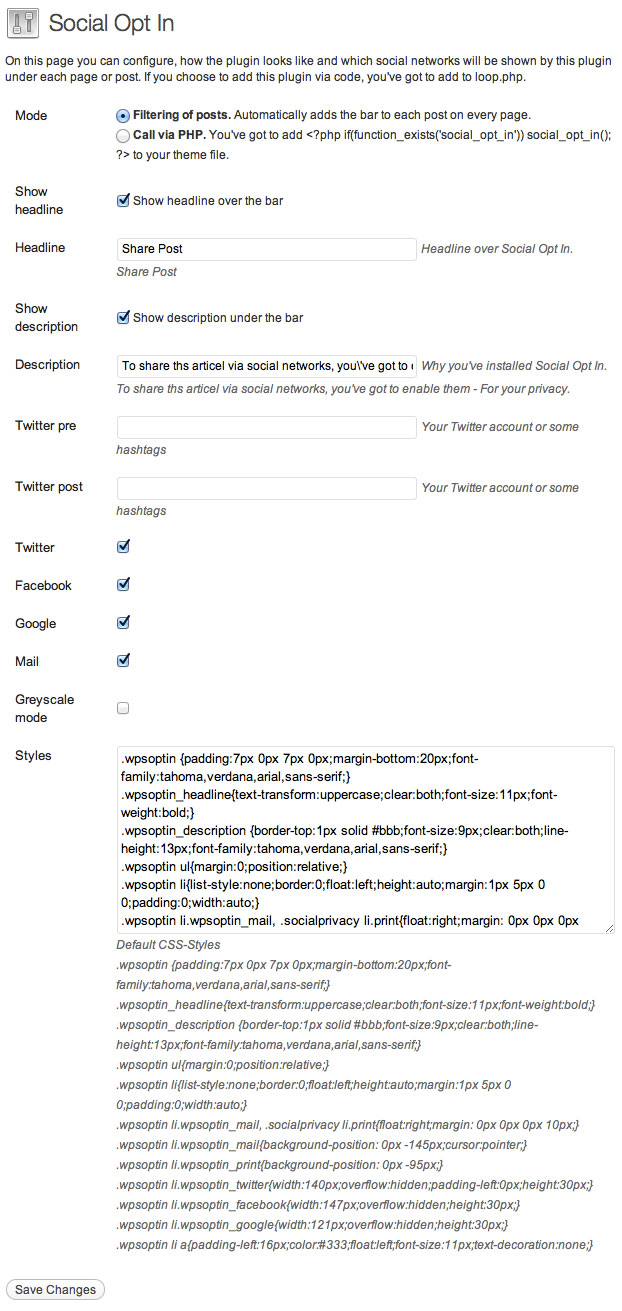 Social Opt In
On this page you can configure, how the plugin looks like and which social networks will be shown by this plugin
under each page or post. If you choose to add this plugin via code, you've got to add to loop.php.
Mode
Filtering of posts. Automatically adds the bar to each post on every page.
Call via PHP. You've got to add <?php if(function_exists('social_opt_in')) social_opt_in();
?> to your theme file.
Show
headline
Show headline over the bar
Headline
Share Post
Headline over Social Opt In.
Share Post
Show
description
Show description under the bar
Description
To share ths articel via social networks, you\'ve got to
Why you've installed Social Opt In.
To share ths articel via social networks, you've got to enable them - For your privacy.
Twitter pre
Your Twitter account or some
hashtags
Twitter post
Your Twitter account or some
hashtags
Twitter
Facebook
Google
Mail
Greyscale
mode
Styles
.wpsoptin {padding:7px 0px 7px 0px;margin-bottom:20px;font-
family:tahoma,verdana,arial,sans-serif;}
.wpsoptin_headline{text-transform:uppercase;clear:both;font-size:11px;font-
weight:bold;}
.wpsoptin_description {border-top:1px solid #bbb;font-size:9px;clear:both;line-
height:13px;font-family:tahoma,verdana,arial,sans-serif;}
.wpsoptin ul{margin:0;position:relative;}
.wpsoptin li{list-style:none;border:0;float:left;height:auto;margin:1px 5px 0
0;padding:0;width:auto;}
.wpsoptin li.wpsoptin_mail, .socialprivacy li.print{float:right;margin: 0px 0px 0px
Default CSS-Styles
.wpsoptin {padding:7px 0px 7px 0px;margin-bottom:20px;font-
family:tahoma,verdana,arial,sans-serif;}
.wpsoptin_headline{text-transform:uppercase;clear:both;font-size:11px;font-weight:bold;}
.wpsoptin_description {border-top:1px solid #bbb;font-size:9px;clear:both;line-
height:13px;font-family:tahoma,verdana,arial,sans-serif;}
.wpsoptin ul{margin:0;position:relative;}
.wpsoptin li{list-style:none;border:0;float:left;height:auto;margin:1px 5px 0
0;padding:0;width:auto;}
.wpsoptin li.wpsoptin_mail, .socialprivacy li.print{float:right;margin: 0px 0px 0px 10px;}
.wpsoptin li.wpsoptin_mail{background-position: 0px -145px;cursor:pointer;}
.wpsoptin li.wpsoptin_print{background-position: 0px -95px;}
.wpsoptin li.wpsoptin_twitter{width:140px;overflow:hidden;padding-left:0px;height:30px;}
.wpsoptin li.wpsoptin_facebook{width:147px;overflow:hidden;height:30px;}
.wpsoptin li.wpsoptin_google{width:121px;overflow:hidden;height:30px;}
.wpsoptin li a{padding-left:16px;color:#333;float:left;font-size:11px;text-decoration:none;}
Save Changes